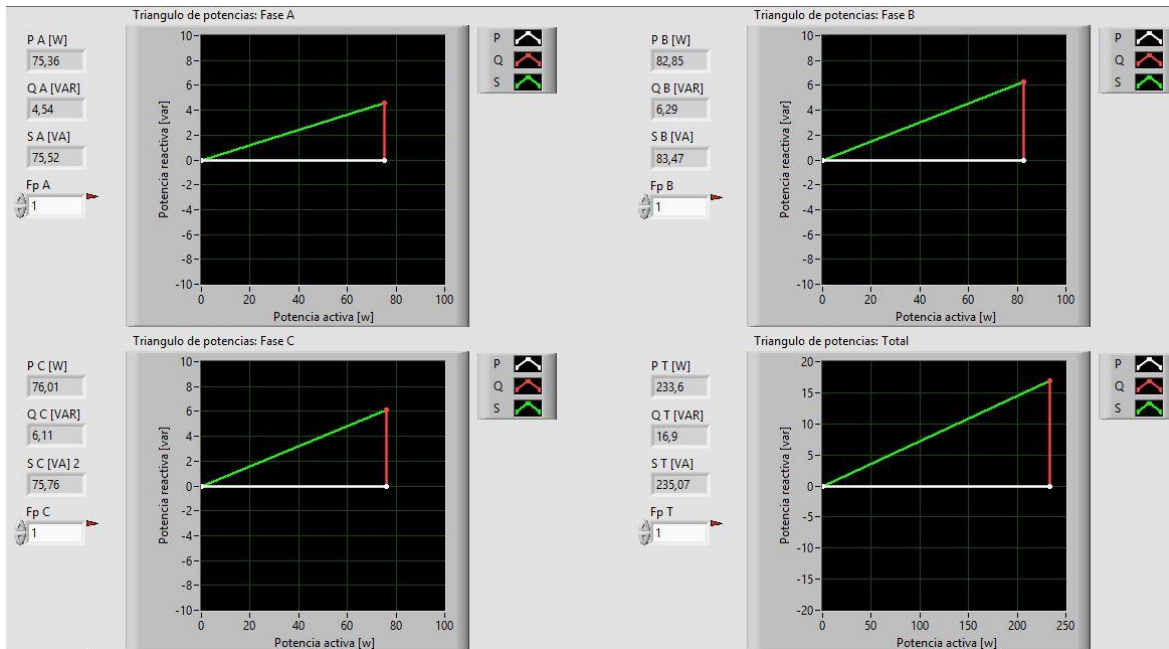 Triangulo de potencias: Fase A
P A [W]
75,36
Q A [VAR]
4,54
S A [VA]
75,52
Fp A
1
Potencia reactiva [var]
10
8
6
4
2
0
-2
-4
-6
-8
-10
0 20 40 60 80 100
Potencia activa [w]
P
Q
S
Triangulo de potencias: Fase B
P B [W]
82,85
Q B [VAR]
6,29
S B [VA]
83,47
Fp B
1
Potencia reactiva [var]
10
8
6
4
2
0
-2
-4
-6
-8
-10
0 20 40 60 80 100
Potencia activa [w]
P
Q
S
Triangulo de potencias: Fase C
P C [W]
76,01
Q C [VAR]
6,11
S C [VA] 2
75,76
Fp C
1
Potencia reactiva [var]
10
8
6
4
2
0
-2
-4
-6
-8
-10
0 20 40 60 80 100
Potencia activa [w]
P
Q
S
Triangulo de potencias: Total
P T [W]
233,6
Q T [VAR]
16,9
S T [VA]
235,07
Fp T
1
Potencia reactiva [var]
20
15
10
5
0
-5
-10
-15
-20
0 50 100 150 200 250
Potencia activa [w]
P
Q
S